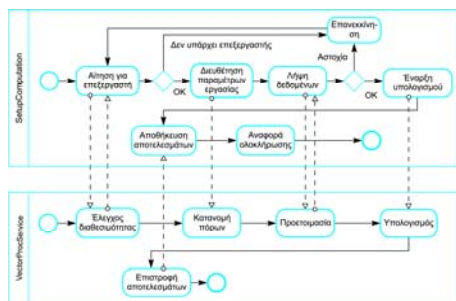 Επανεκκίνη-
ση
Δεν υπάρχει επεξεργαστής
Αστοχία
Αίτηση για
επεξεργαστή
OK
Διευθέτηση
παραμέτρων
εργασίας
Λήψη
δεδομένων
OK
Έναρξη
υπολογισμού
SetupComputation
Αποθήκευση
αποτελεσμάτων
Αναφορά
ολοκλήρωσης
VectorProcService
Έλεγχος
διαθεσιμότητας
Κατανομή
πόρων
Προετοιμασία
Υπολογισμός
Επιστροφή
αποτελεσμάτων